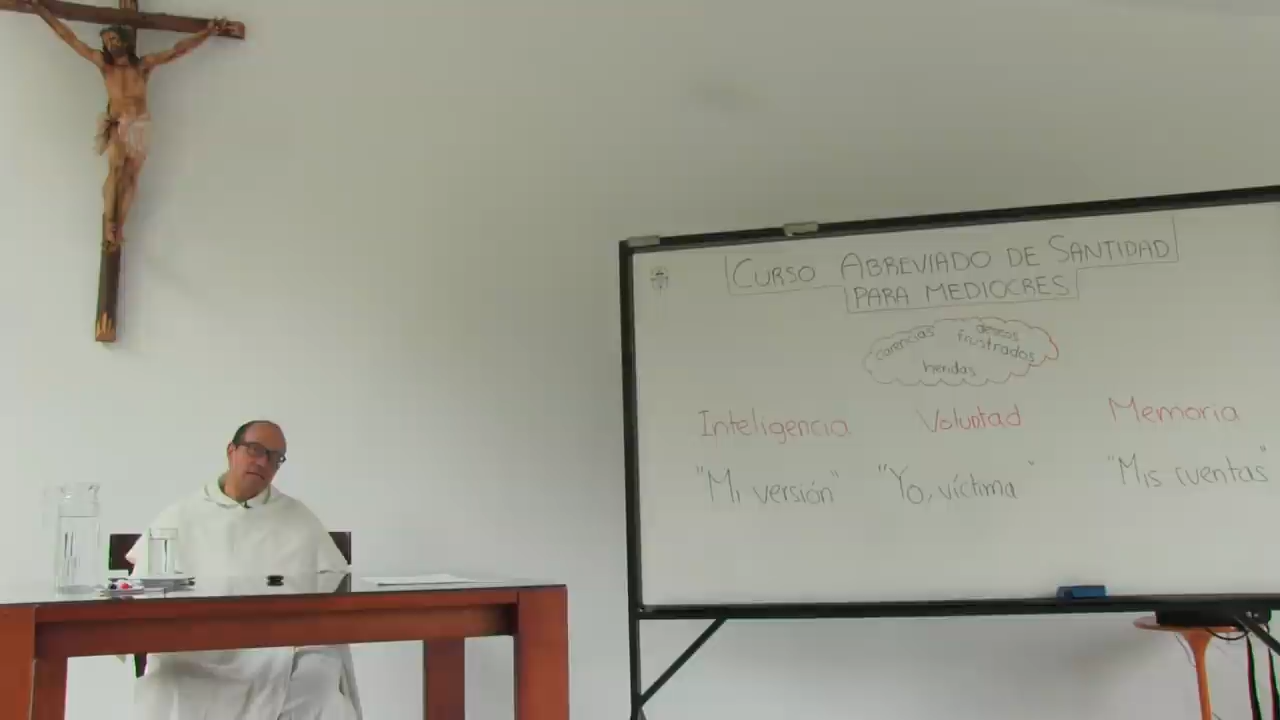 CURSO ABREVIADO DE SANTIDAD
PARA MEDIOCRES
carencias deseos
frustrados
heridas
Inteligencia Voluntad Memoria
"Mi versión" "Yo, víctima" "Mis cuentas"